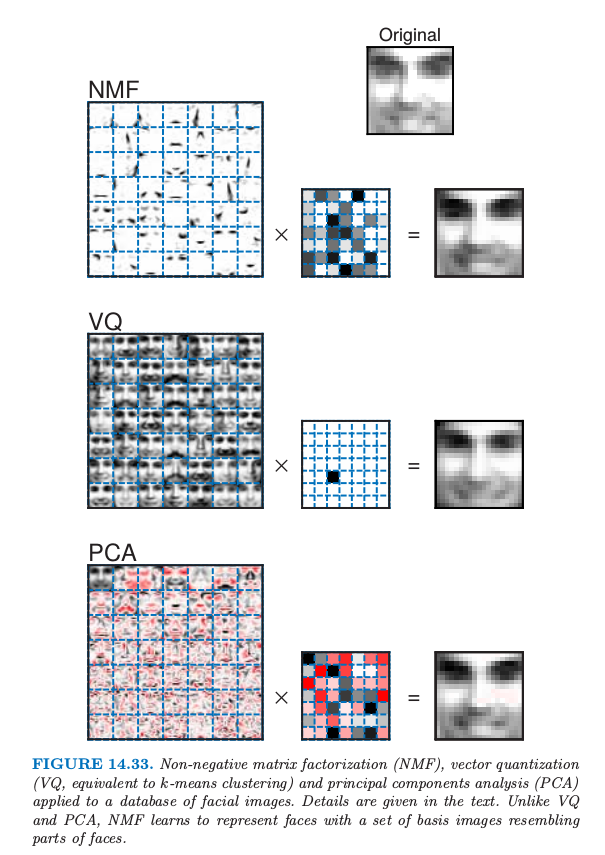 Original
NMF
× =
VQ
× =
PCA
× =
FIGURE 14.33. Non-negative matrix factorization (NMF), vector quantization
(VQ, equivalent to k-means clustering) and principal components analysis (PCA)
applied to a database of facial images. Details are given in the text. Unlike VQ
and PCA, NMF learns to represent faces with a set of basis images resembling
parts of faces.